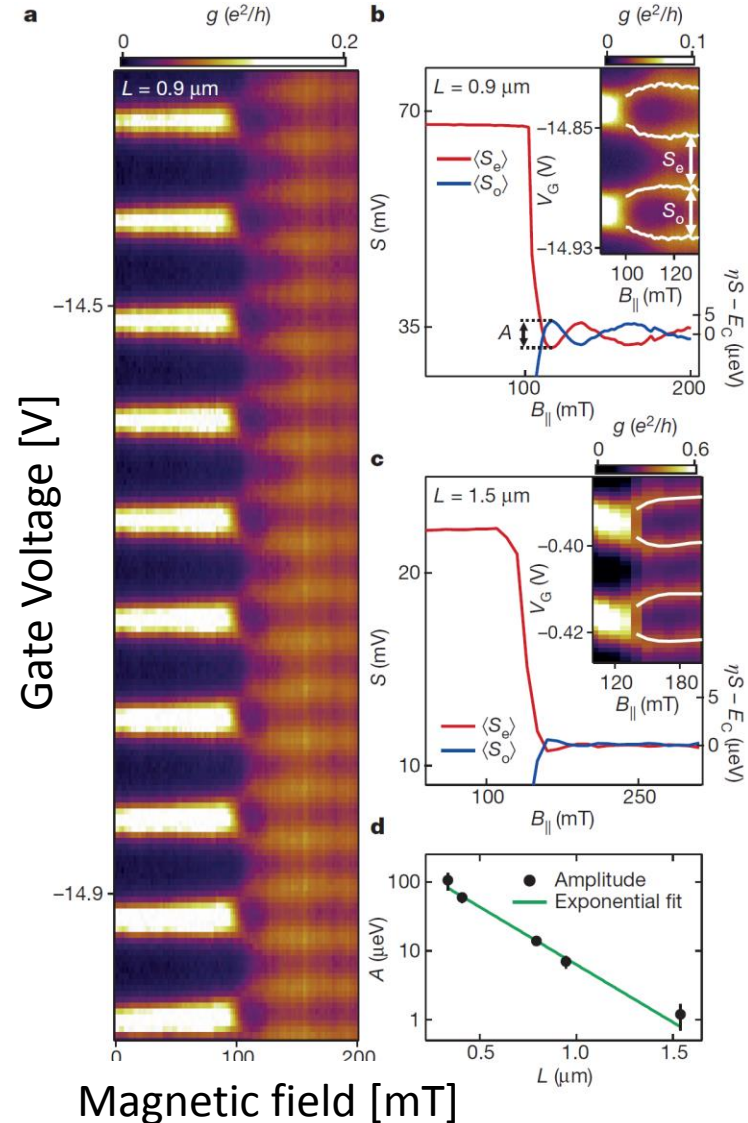 a
g (e²/h)
0 0.2
L = 0.9 μm
−14.5
−14.9
0 100 200
Gate Voltage [V]
Magnetic field [mT]
b
g (e²/h)
0 0.1
L = 0.9 μm
70
35
S (mV)
⟨Sₑ⟩
⟨Sₒ⟩
V_G (V)
−14.85
−14.93
Sₑ
Sₒ
100 120
B∥ (mT)
A
5
0
ηS − E_C (μeV)
100 200
B∥ (mT)
c
g (e²/h)
0 0.6
L = 1.5 μm
20
10
S (mV)
V_G (V)
−0.40
−0.42
120 180
B∥ (mT)
⟨Sₑ⟩
⟨Sₒ⟩
5
0
ηS − E_C (μeV)
100 250
B∥ (mT)
d
100
10
1
A (μeV)
Amplitude
Exponential fit
0.5 1.0 1.5
L (μm)